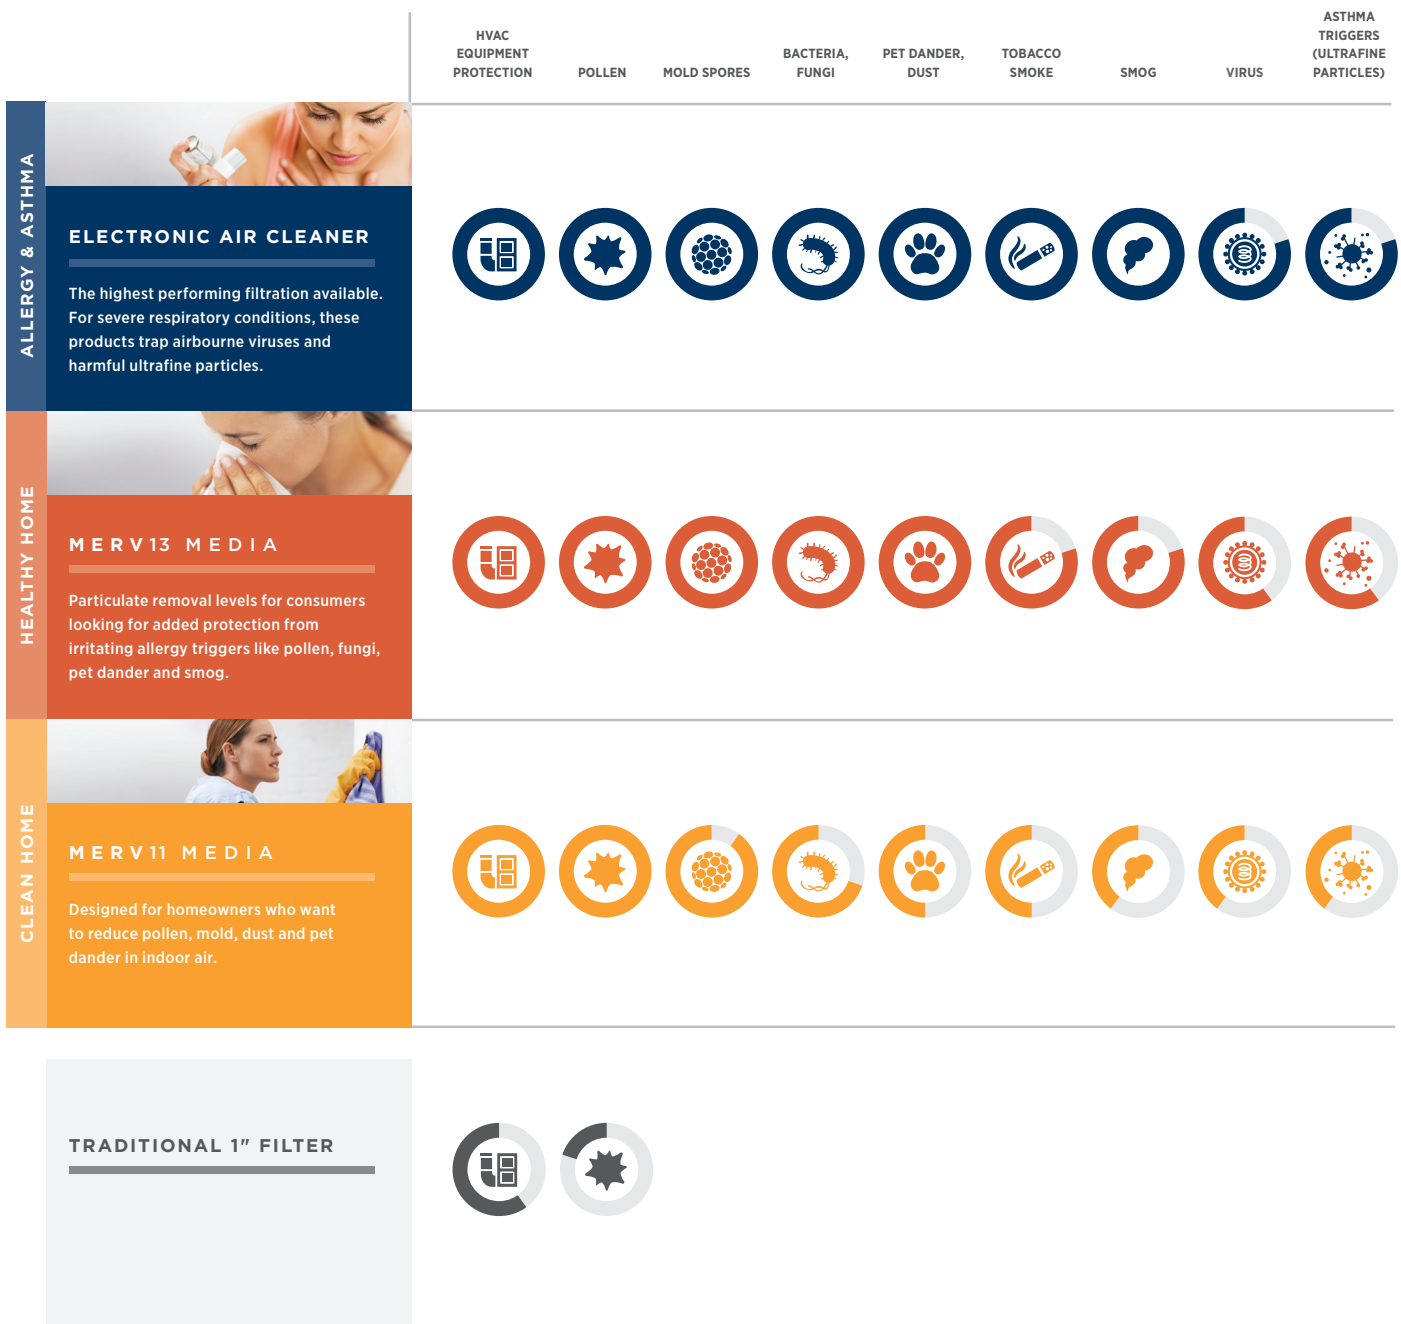 HVAC
EQUIPMENT
PROTECTION
POLLEN
MOLD SPORES
BACTERIA,
FUNGI
PET DANDER,
DUST
TOBACCO
SMOKE
SMOG
VIRUS
ASTHMA
TRIGGERS
(ULTRAFINE
PARTICLES)
ALLERGY & ASTHMA
ELECTRONIC AIR CLEANER
The highest performing filtration available.
For severe respiratory conditions, these
products trap airbourne viruses and
harmful ultrafine particles.
HEALTHY HOME
MERV13 MEDIA
Particulate removal levels for consumers
looking for added protection from
irritating allergy triggers like pollen, fungi,
pet dander and smog.
CLEAN HOME
MERV11 MEDIA
Designed for homeowners who want
to reduce pollen, mold, dust and pet
dander in indoor air.
TRADITIONAL 1" FILTER